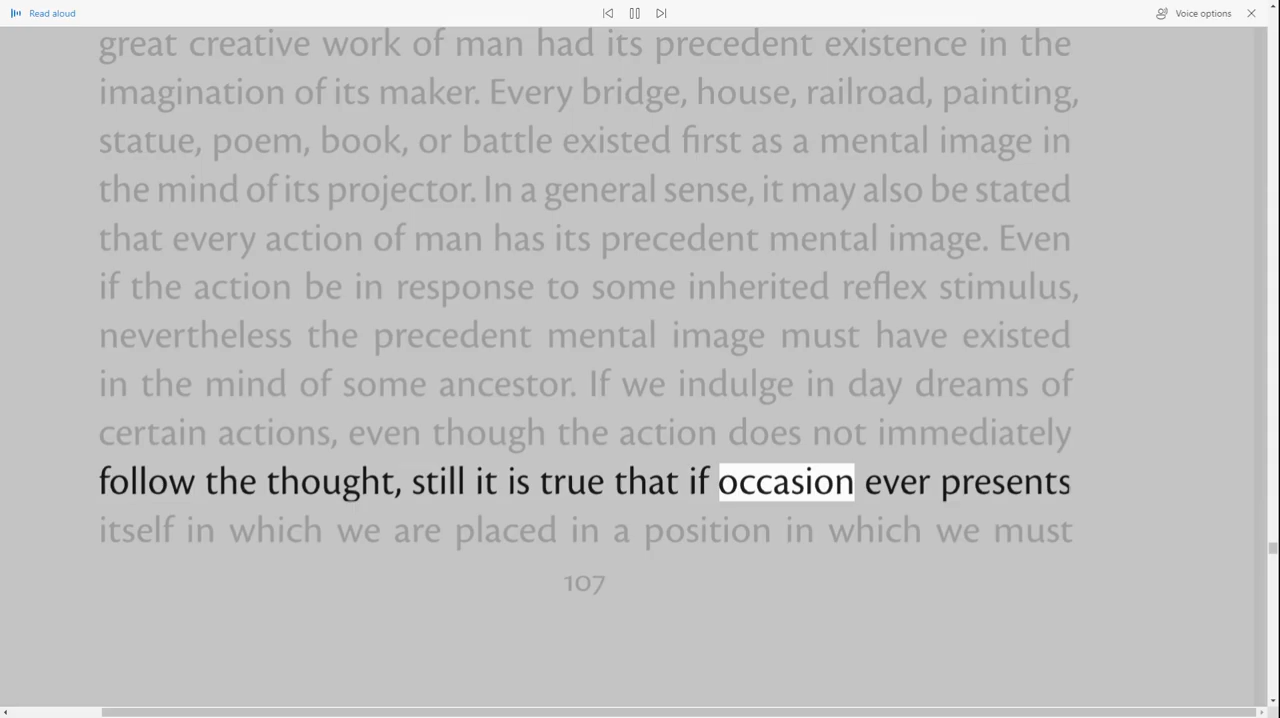 Read aloud
Voice options
great creative work of man had its precedent existence in the
imagination of its maker. Every bridge, house, railroad, painting,
statue, poem, book, or battle existed first as a mental image in
the mind of its projector. In a general sense, it may also be stated
that every action of man has its precedent mental image. Even
if the action be in response to some inherited reflex stimulus,
nevertheless the precedent mental image must have existed
in the mind of some ancestor. If we indulge in day dreams of
certain actions, even though the action does not immediately
follow the thought, still it is true that if occasion ever presents
itself in which we are placed in a position in which we must
107